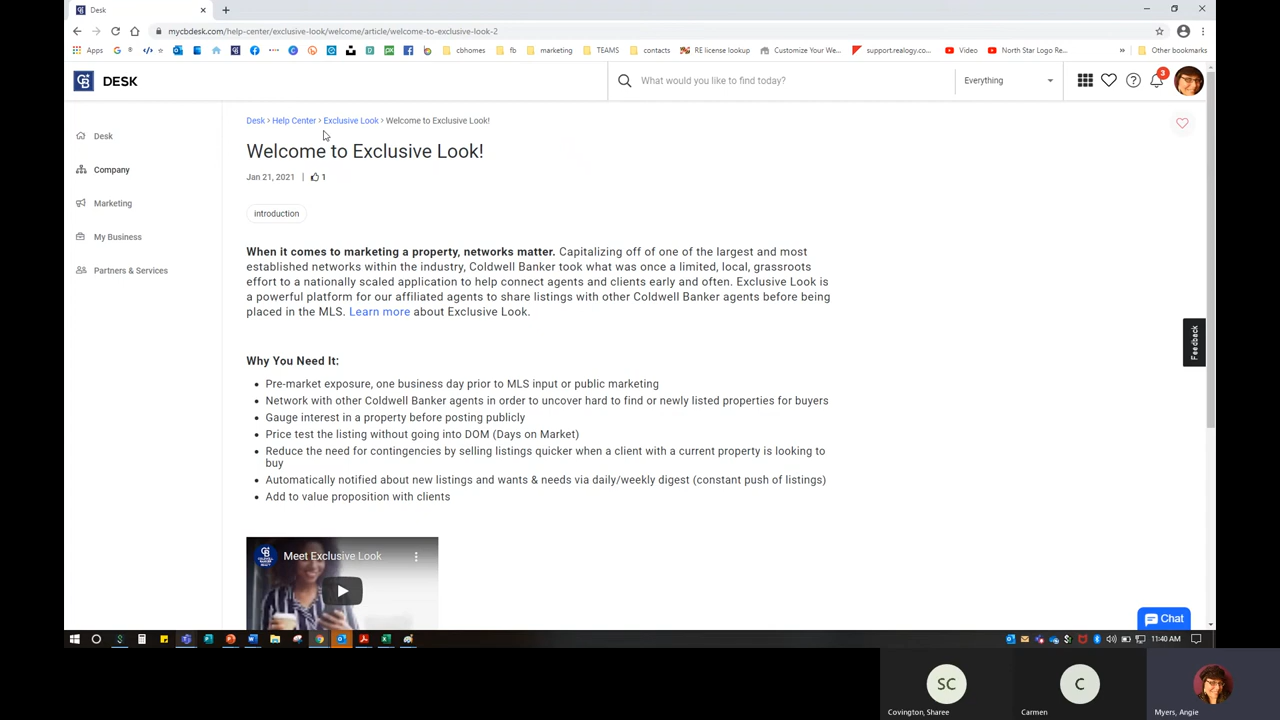 Desk
mycbdesk.com/help-center/exclusive-look/welcome/article/welcome-to-exclusive-look-2
Apps
cbhomes
fb
marketing
TEAMS
contacts
RE license lookup
Customize Your We...
support.realogy.com
Video
North Star Logo Re...
»
Other bookmarks
DESK
What would you like to find today?
Everything
3
Desk
Company
Marketing
My Business
Partners & Services
Desk › Help Center › Exclusive Look › Welcome to Exclusive Look!
Welcome to Exclusive Look!
Jan 21, 2021 | 1
introduction
When it comes to marketing a property, networks matter. Capitalizing off of one of the largest and most
established networks within the industry, Coldwell Banker took what was once a limited, local, grassroots
effort to a nationally scaled application to help connect agents and clients early and often. Exclusive Look is
a powerful platform for our affiliated agents to share listings with other Coldwell Banker agents before being
placed in the MLS. Learn more about Exclusive Look.
Why You Need It:
• Pre-market exposure, one business day prior to MLS input or public marketing
• Network with other Coldwell Banker agents in order to uncover hard to find or newly listed properties for buyers
• Gauge interest in a property before posting publicly
• Price test the listing without going into DOM (Days on Market)
• Reduce the need for contingencies by selling listings quicker when a client with a current property is looking to
buy
• Automatically notified about new listings and wants & needs via daily/weekly digest (constant push of listings)
• Add to value proposition with clients
Meet Exclusive Look
Feedback
Chat
11:40 AM
SC
Covington, Sharee
C
Carmen
Myers, Angie